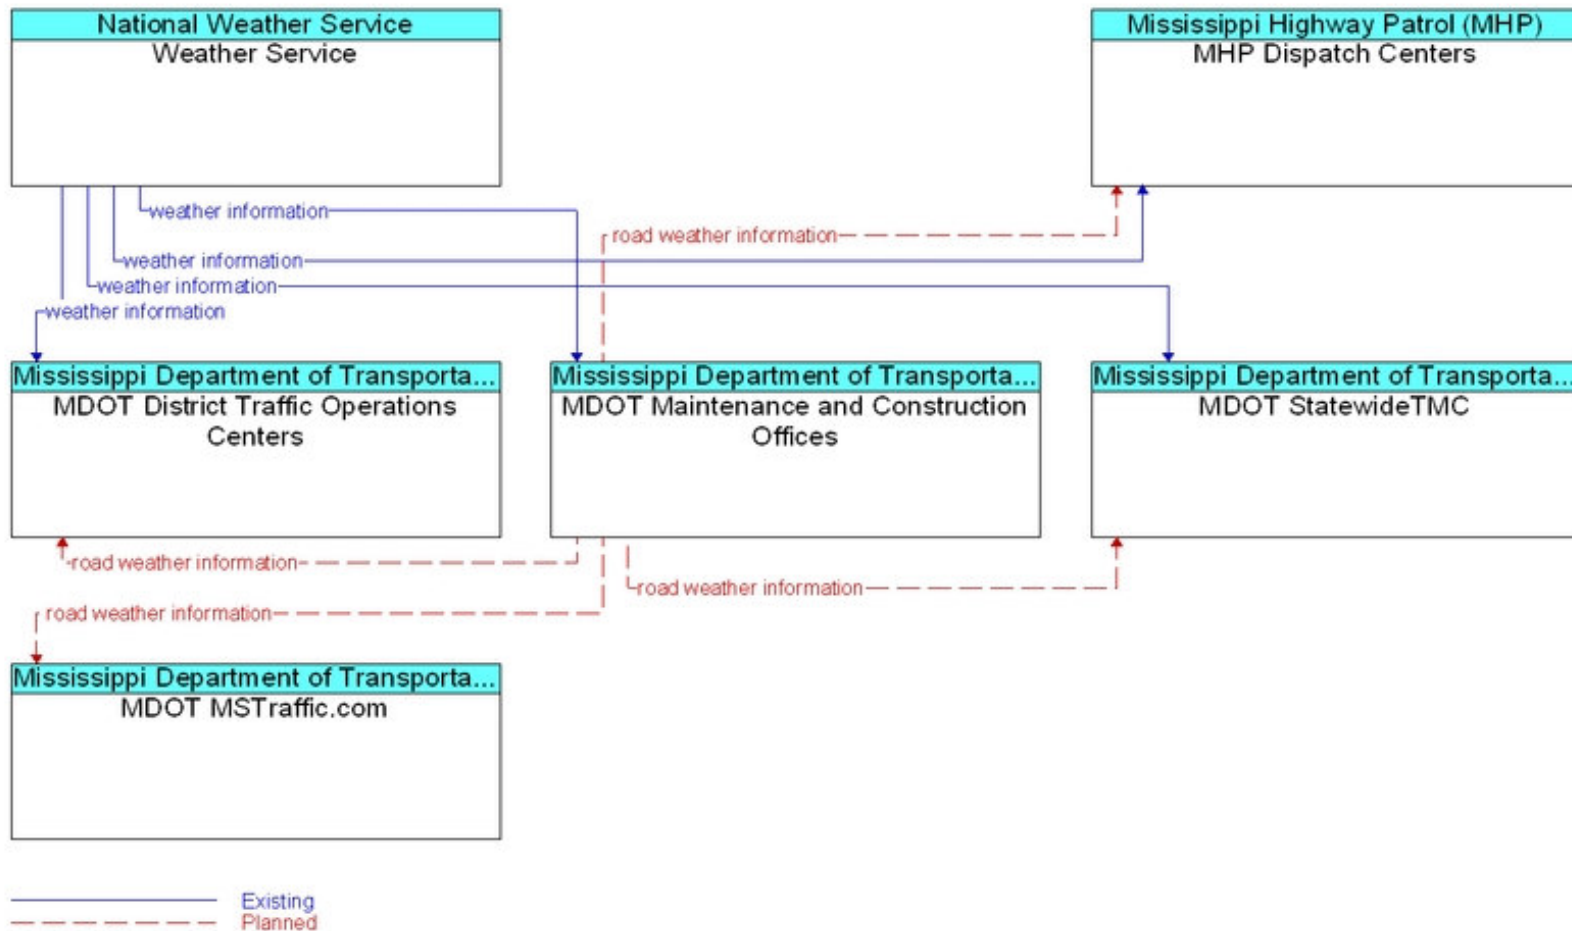 National Weather Service
Weather Service
Mississippi Highway Patrol (MHP)
MHP Dispatch Centers
weather information
road weather information
weather information
weather information
weather information
Mississippi Department of Transporta...
MDOT District Traffic Operations
Centers
Mississippi Department of Transporta...
MDOT Maintenance and Construction
Offices
Mississippi Department of Transporta...
MDOT StatewideTMC
road weather information
road weather information
road weather information
Mississippi Department of Transporta...
MDOT MSTraffic.com
Existing
Planned